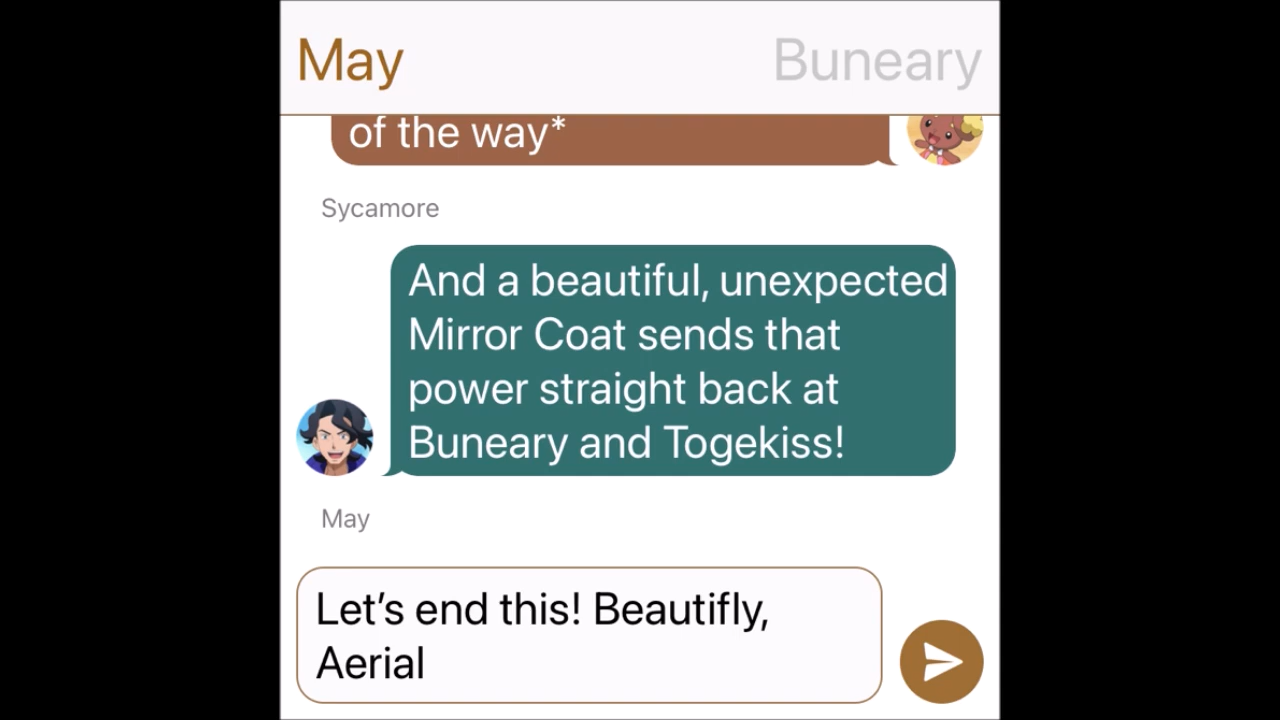 May
Buneary
of the way*
Sycamore
And a beautiful, unexpected
Mirror Coat sends that
power straight back at
Buneary and Togekiss!
May
Let’s end this! Beautifly,
Aerial